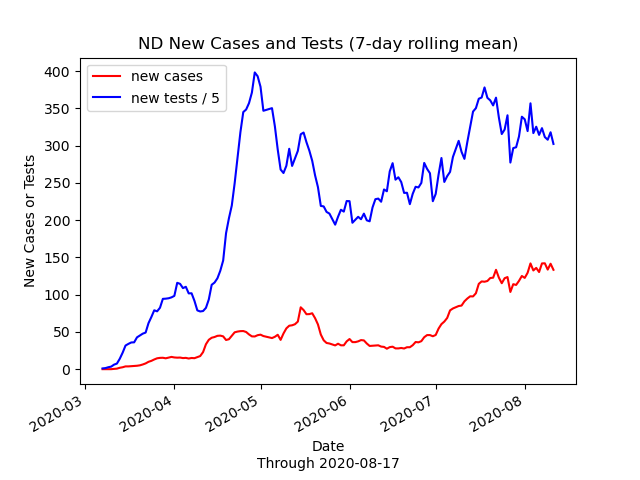 ND New Cases and Tests (7-day rolling mean)
new cases
new tests / 5
New Cases or Tests
400
350
300
250
200
150
100
50
0
2020-03
2020-04
2020-05
2020-06
2020-07
2020-08
Date
Through 2020-08-17